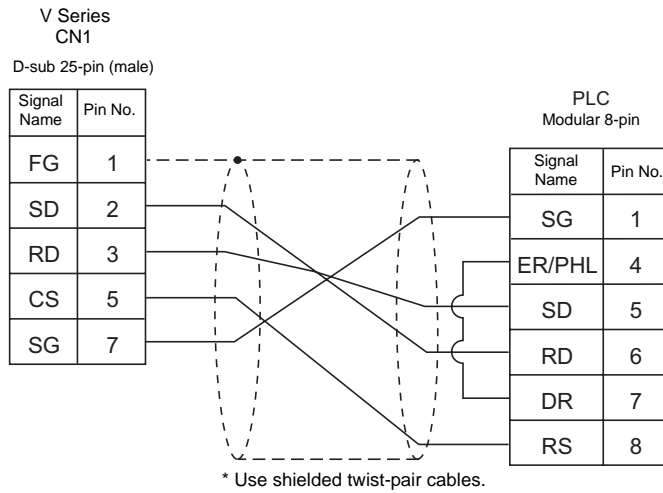 V Series
CN1
D-sub 25-pin (male)
Signal Name Pin No.
FG 1
SD 2
RD 3
CS 5
SG 7
PLC
Modular 8-pin
Signal Name Pin No.
SG 1
ER/PHL 4
SD 5
RD 6
DR 7
RS 8
* Use shielded twist-pair cables.